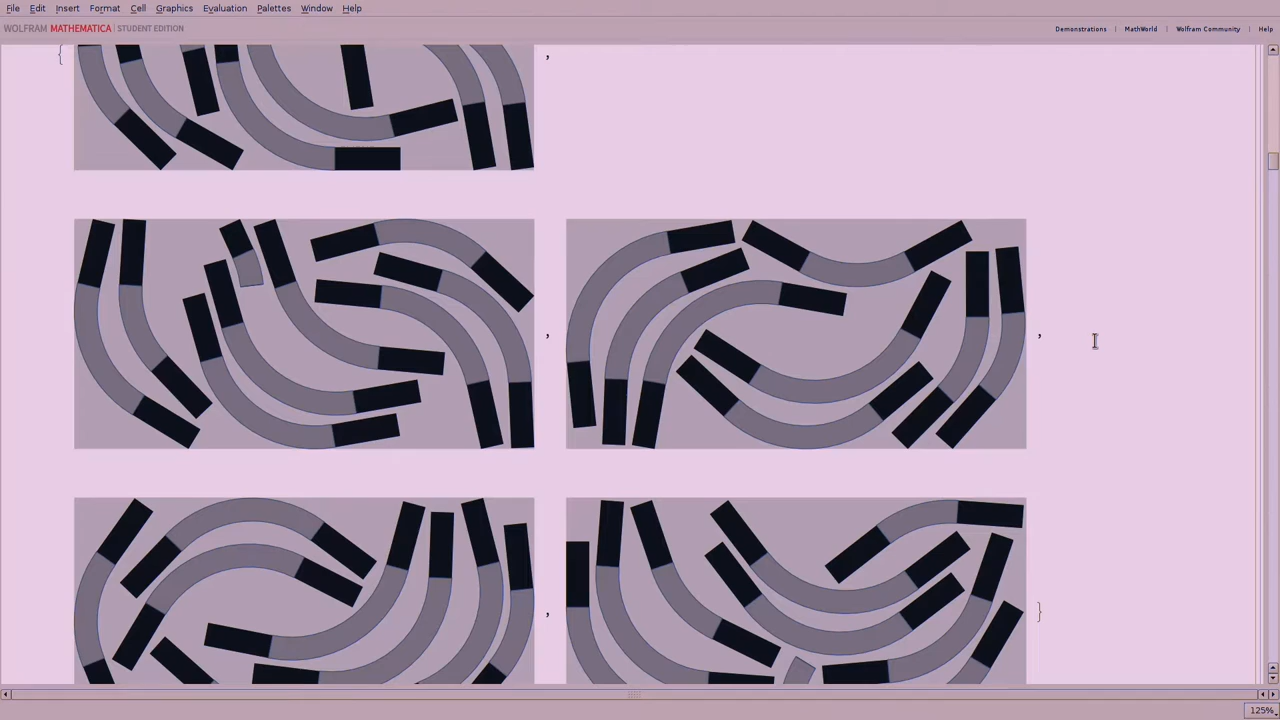 File Edit Insert Format Cell Graphics Evaluation Palettes Window Help
WOLFRAM MATHEMATICA | STUDENT EDITION
Demonstrations | MathWorld | Wolfram Community | Help
{ ,
, ,
, }
125%